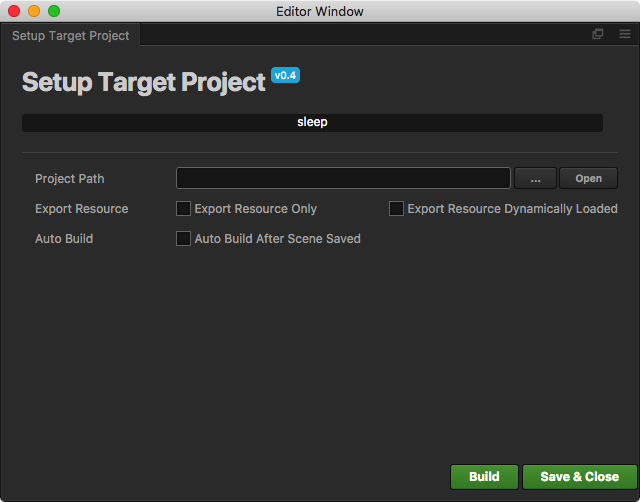 Editor Window
Setup Target Project
Setup Target Project v0.4
sleep
Project Path ... Open
Export Resource Export Resource Only Export Resource Dynamically Loaded
Auto Build Auto Build After Scene Saved
Build Save & Close